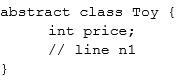 abstract class Toy {
int price;
// line n1
}